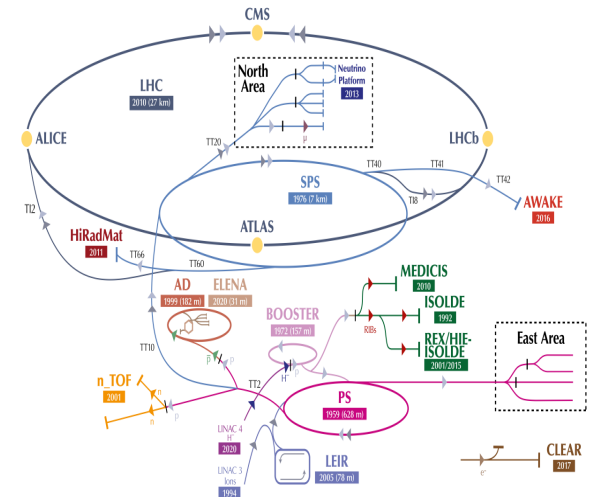 CMS
North
Area
Neutrino
Platform
2013
LHC
2010 (27 km)
p
ALICE
LHCb
TT20
TT40
TT41
TT42
SPS
1976 (7 km)
TI8
AWAKE
2016
TI2
HiRadMat
2011
ATLAS
TT66
TT60
AD
1999 (182 m)
ELENA
2020 (31 m)
MEDICIS
2010
BOOSTER
1972 (157 m)
ISOLDE
1992
RIBs
REX/HIE-
ISOLDE
2001/2015
East Area
TT10
p
p
H⁻
p
n_TOF
2001
n
n
p
TT2
PS
1959 (628 m)
LINAC 4
H⁻
2020
LINAC 3
Ions
1994
LEIR
2005 (78 m)
e⁻
CLEAR
2017